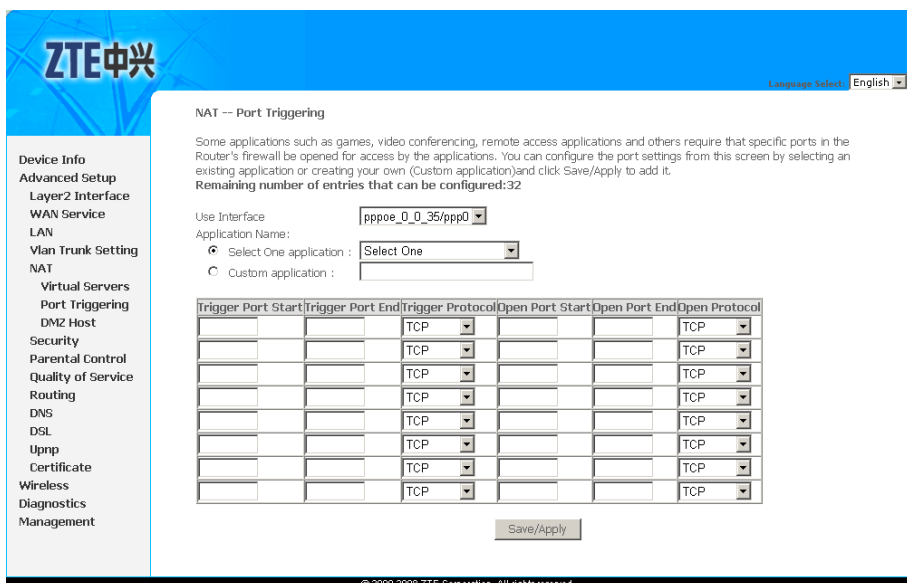 ZTE中兴
Language Select: English
NAT -- Port Triggering
Some applications such as games, video conferencing, remote access applications and others require that specific ports in the
Router's firewall be opened for access by the applications. You can configure the port settings from this screen by selecting an
existing application or creating your own (Custom application)and click Save/Apply to add it.
Remaining number of entries that can be configured:32
Device Info
Advanced Setup
Layer2 Interface
WAN Service
LAN
Vlan Trunk Setting
NAT
Virtual Servers
Port Triggering
DMZ Host
Security
Parental Control
Quality of Service
Routing
DNS
DSL
Upnp
Certificate
Wireless
Diagnostics
Management
Use Interface pppoe_0_0_35/ppp0
Application Name:
Select One application : Select One
Custom application :
Trigger Port Start Trigger Port End Trigger Protocol Open Port Start Open Port End Open Protocol
TCP TCP
TCP TCP
TCP TCP
TCP TCP
TCP TCP
TCP TCP
TCP TCP
TCP TCP
Save/Apply
ZTE Corporation. All rights reserved